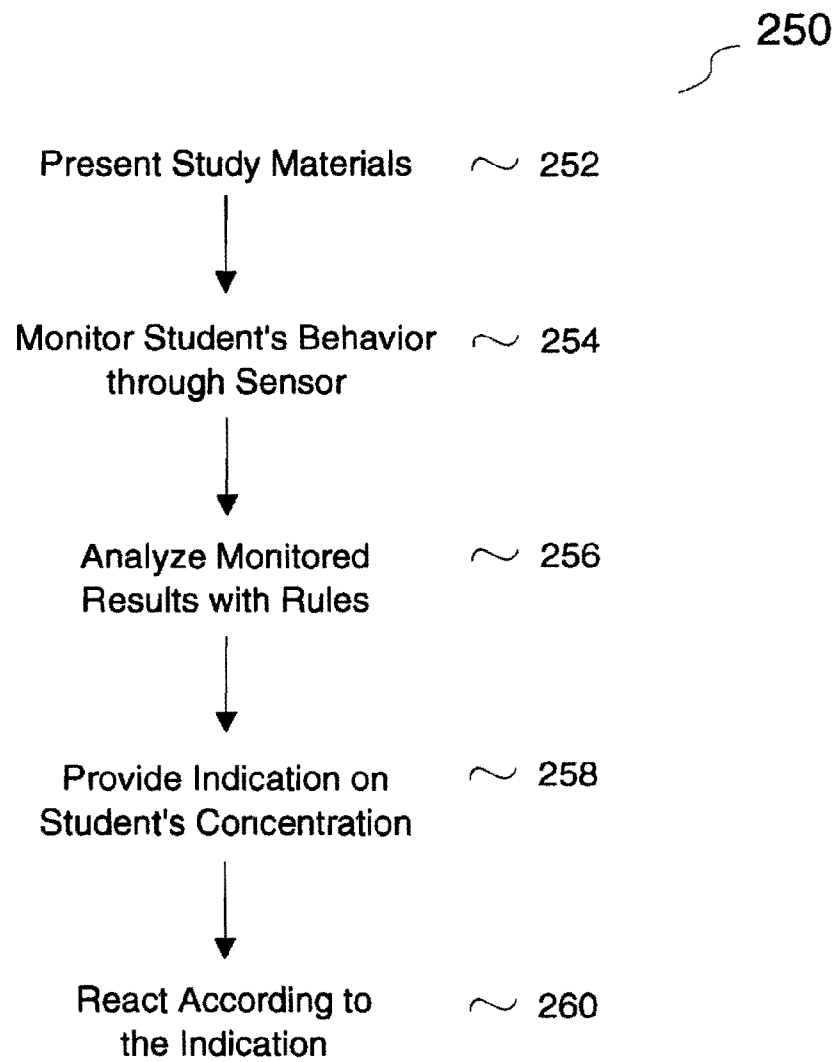 250
Present Study Materials 252
Monitor Student's Behavior 254
through Sensor
Analyze Monitored 256
Results with Rules
Provide Indication on 258
Student's Concentration
React According to 260
the Indication